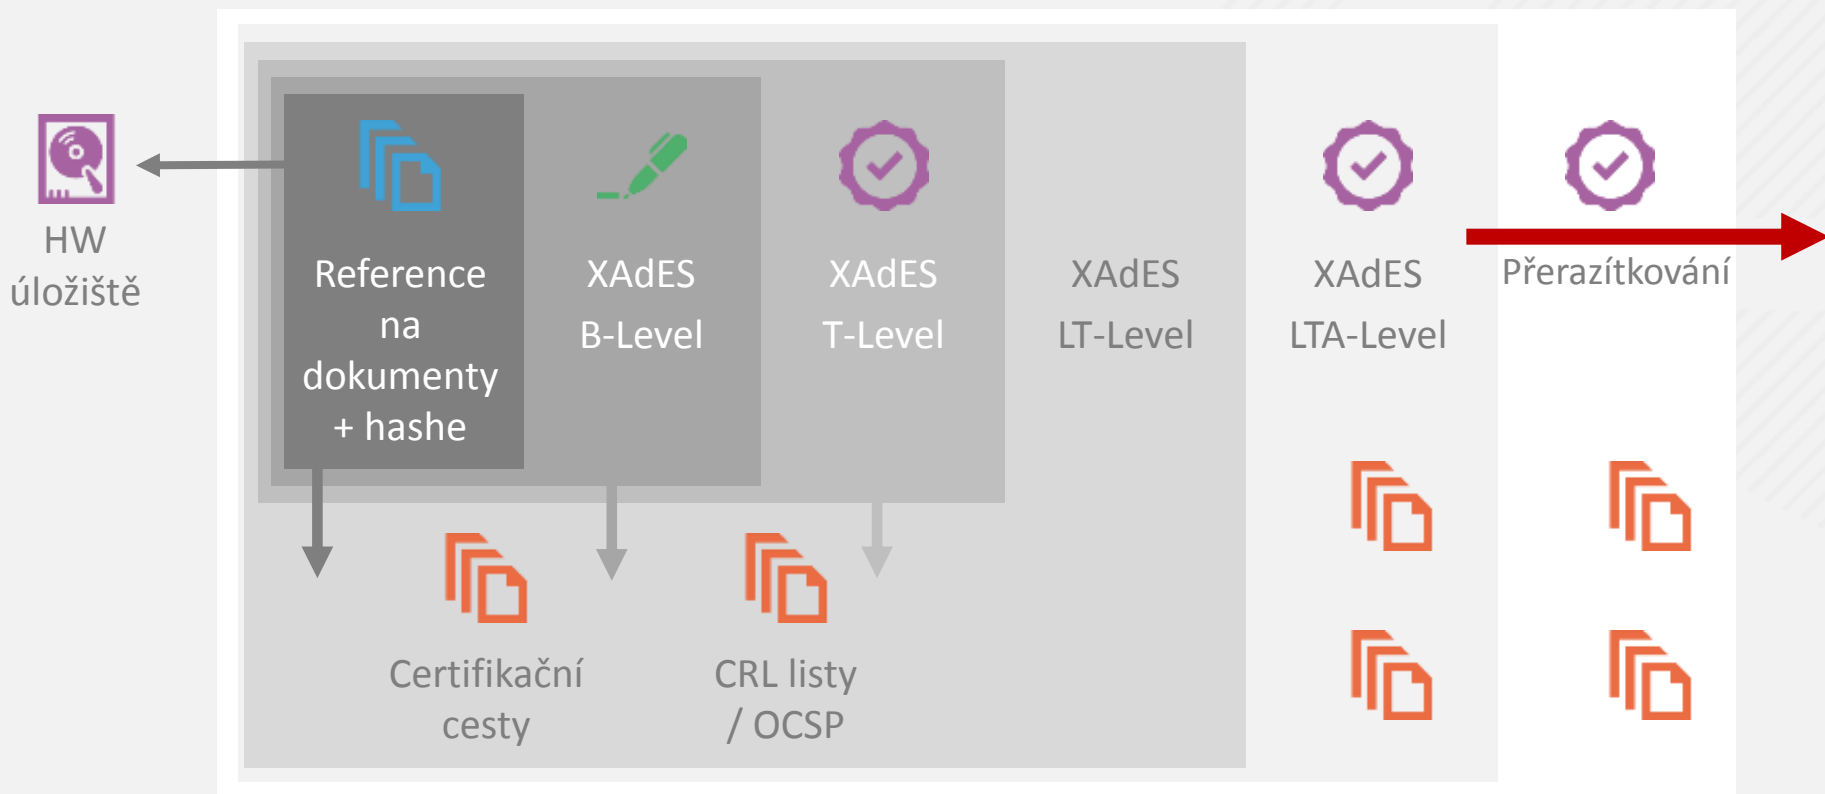 HW
úložiště
Reference
na
dokumenty
+ hashe
XAdES
B-Level
XAdES
T-Level
XAdES
LT-Level
XAdES
LTA-Level
Přerazítkování
Certifikační
cesty
CRL listy
/ OCSP